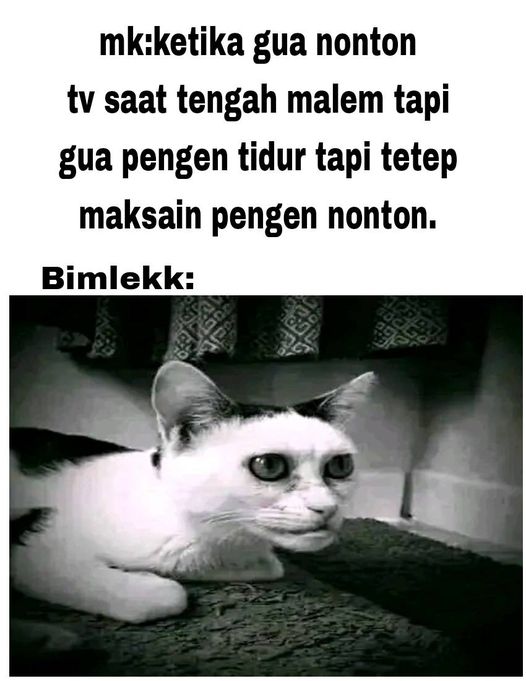 mk:ketika gua nonton
tv saat tengah malem tapi
gua pengen tidur tapi tetep
maksain pengen nonton.
Bimlekk: